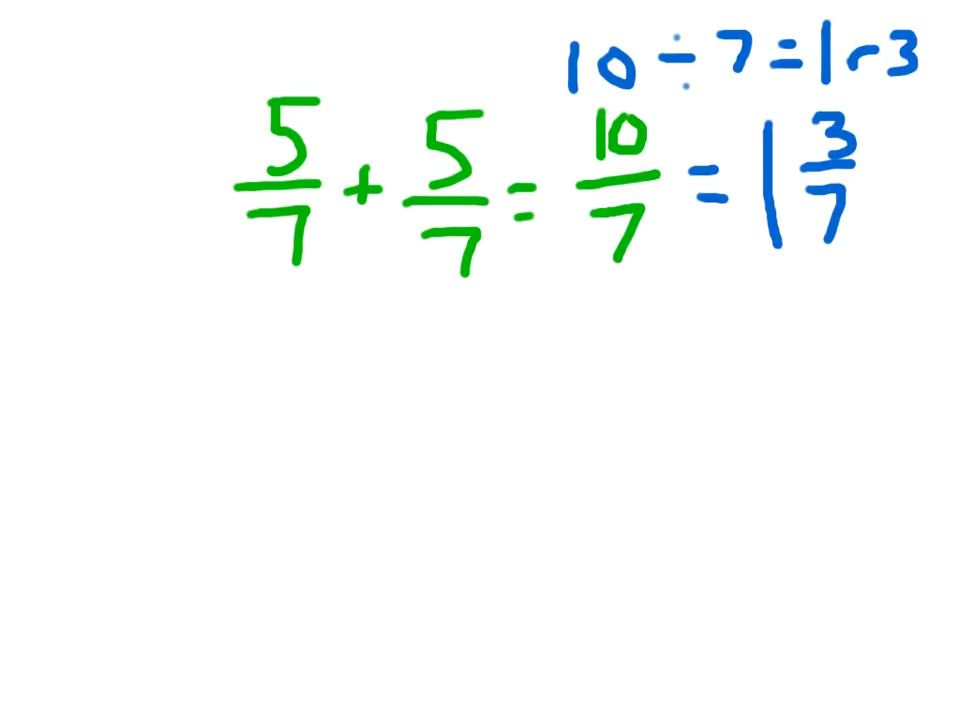 10 ÷ 7 = 1 r 3
5/7 + 5/7 = 10/7 = 1 3/7